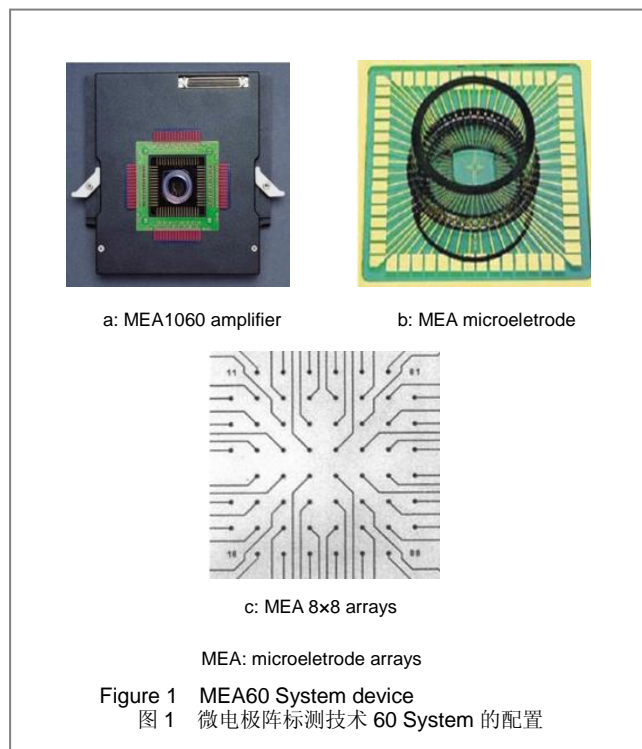 a: MEA1060 amplifier
b: MEA microeletrode
11
81
18
88
c: MEA 8×8 arrays
MEA: microeletrode arrays
Figure 1 MEA60 System device
图 1 微电极阵标测技术 60 System 的配置